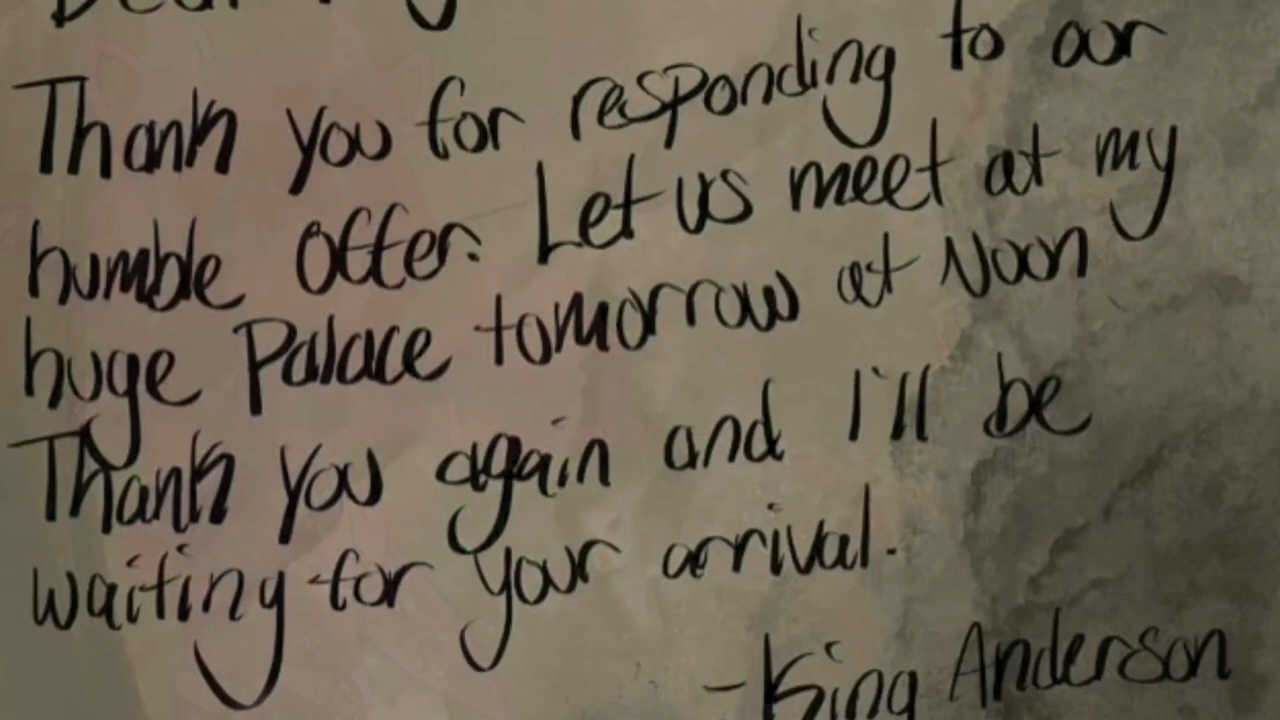 Dear
Thank you for responding to our
humble offer. Let us meet at my
huge Palace tomorrow at Noon
Thank you again and I'll be
waiting for your arrival.
-King Anderson